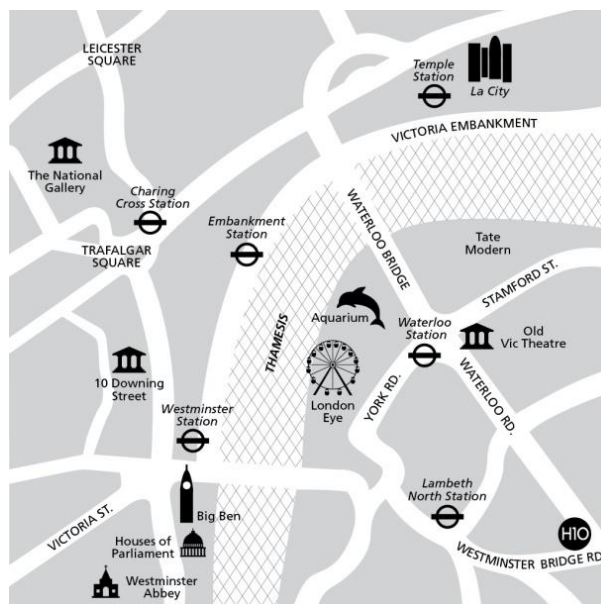 LEICESTER
SQUARE
Temple
Station
La City
VICTORIA EMBANKMENT
The National
Gallery
Charing
Cross Station
Embankment
Station
TRAFALGAR
SQUARE
WATERLOO BRIDGE
Tate
Modern
STAMFORD ST.
Aquarium
THAMESIS
Waterloo
Station
Old
Vic Theatre
10 Downing
Street
London
Eye
YORK RD.
WATERLOO RD.
Westminster
Station
Lambeth
North Station
VICTORIA ST.
Big Ben
H10
Houses of
Parliament
WESTMINSTER BRIDGE RD
Westminster
Abbey